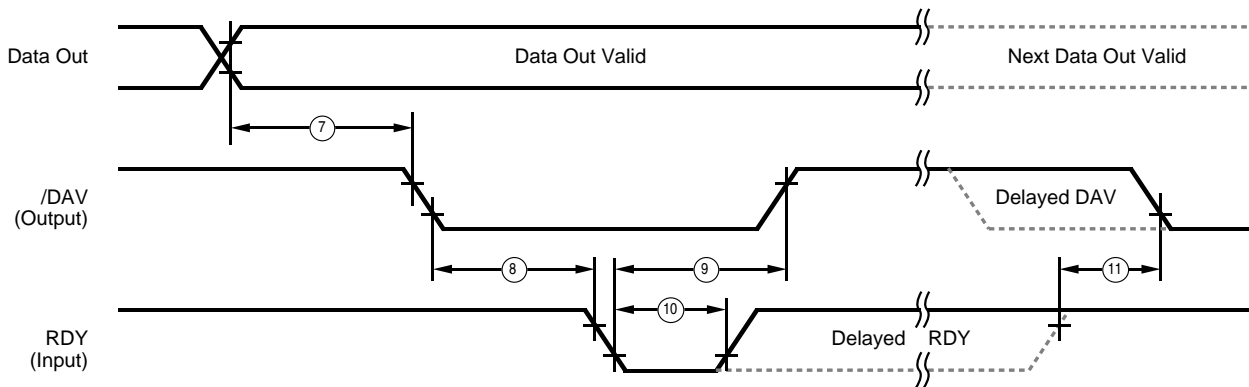 Data Out
Data Out Valid
Next Data Out Valid
7
/DAV
(Output)
Delayed DAV
8
9
11
10
RDY
(Input)
Delayed RDY